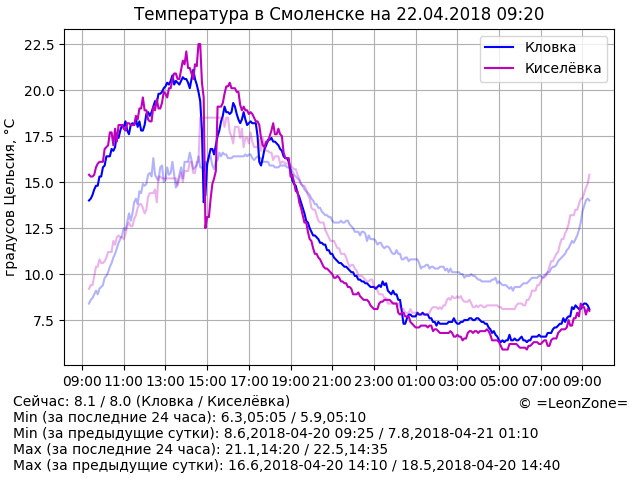 Температура в Смоленске на 22.04.2018 09:20
Кловка
Киселёвка
градусов Цельсия, °C
22.5
20.0
17.5
15.0
12.5
10.0
7.5
09:00 11:00 13:00 15:00 17:00 19:00 21:00 23:00 01:00 03:00 05:00 07:00 09:00
Сейчас: 8.1 / 8.0 (Кловка / Киселёвка)
© =LeonZone=
Min (за последние 24 часа): 6.3,05:05 / 5.9,05:10
Min (за предыдущие сутки): 8.6,2018-04-20 09:25 / 7.8,2018-04-21 01:10
Max (за последние 24 часа): 21.1,14:20 / 22.5,14:35
Max (за предыдущие сутки): 16.6,2018-04-20 14:10 / 18.5,2018-04-20 14:40